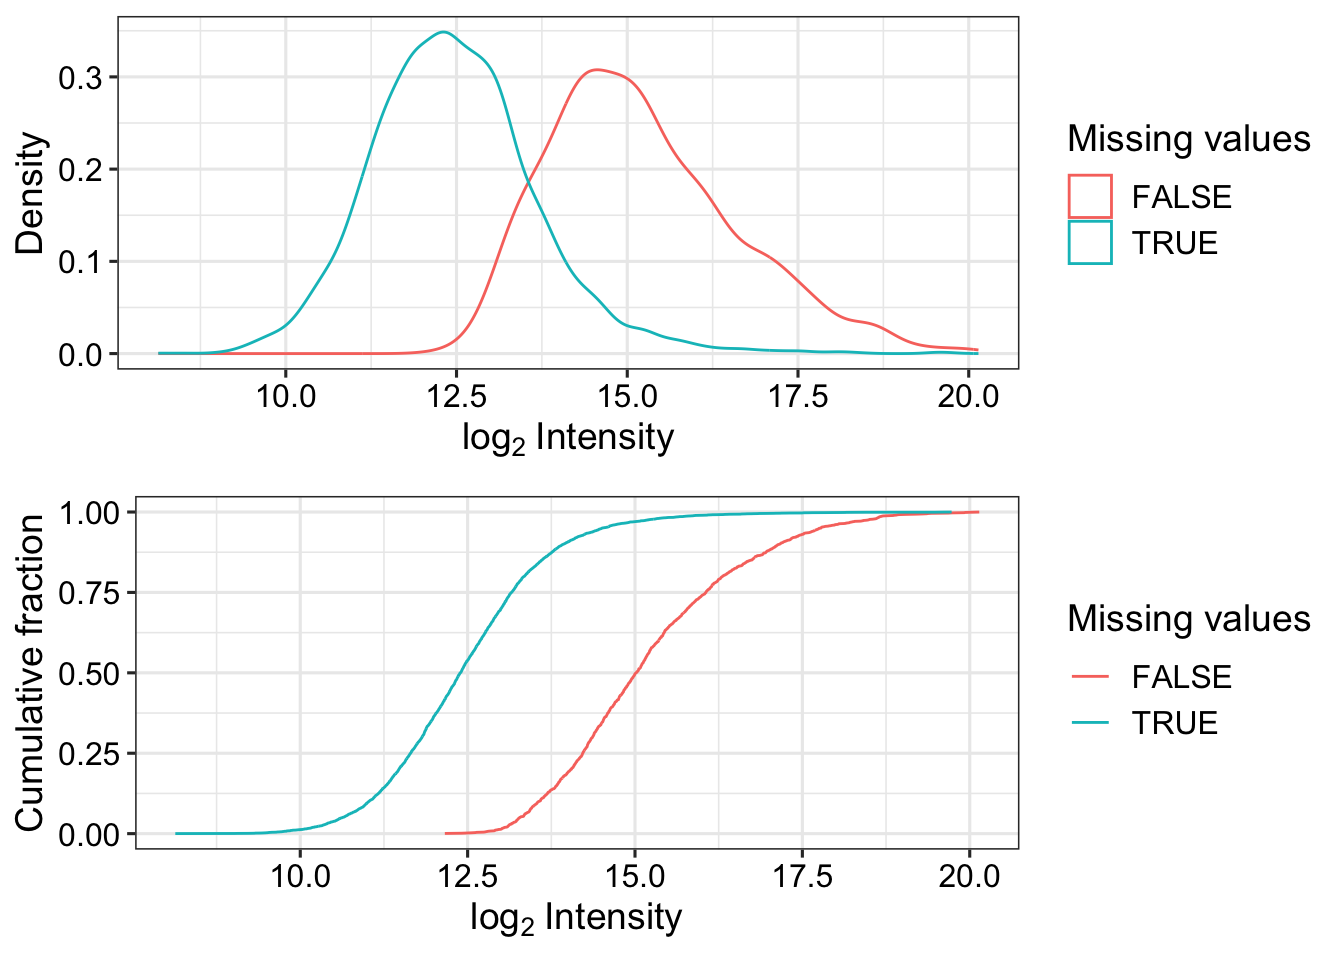 Density
0.3
0.2
0.1
0.0
10.0 12.5 15.0 17.5 20.0
log₂ Intensity
Missing values
FALSE
TRUE
Cumulative fraction
1.00
0.75
0.50
0.25
0.00
10.0 12.5 15.0 17.5 20.0
log₂ Intensity
Missing values
FALSE
TRUE